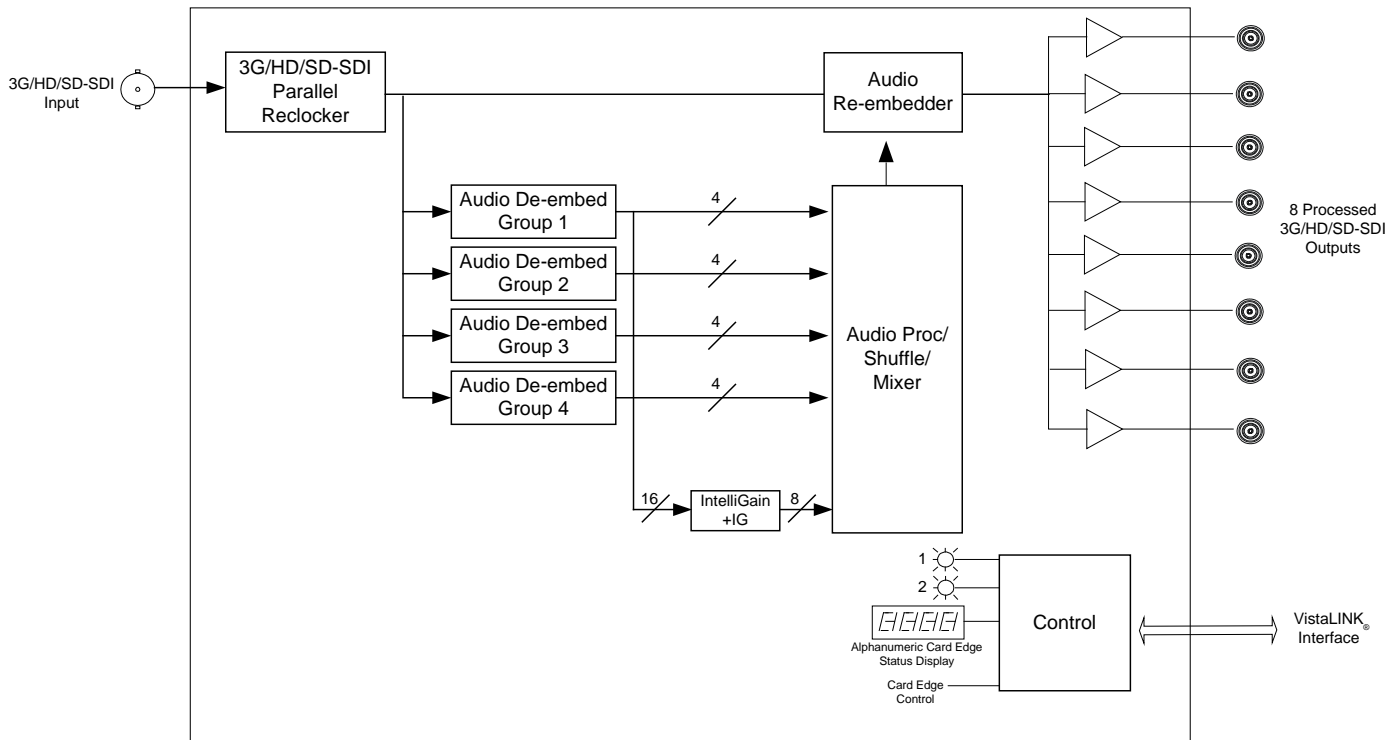 3G/HD/SD-SDI
Input
3G/HD/SD-SDI
Parallel
Reclocker
Audio
Re-embedder
Audio De-embed
Group 1
4
Audio De-embed
Group 2
4
Audio De-embed
Group 3
4
Audio De-embed
Group 4
4
Audio Proc/
Shuffle/
Mixer
8 Processed
3G/HD/SD-SDI
Outputs
16
IntelliGain
+IG
8
1
2
Alphanumeric Card Edge
Status Display
Card Edge
Control
Control
VistaLINK®
Interface